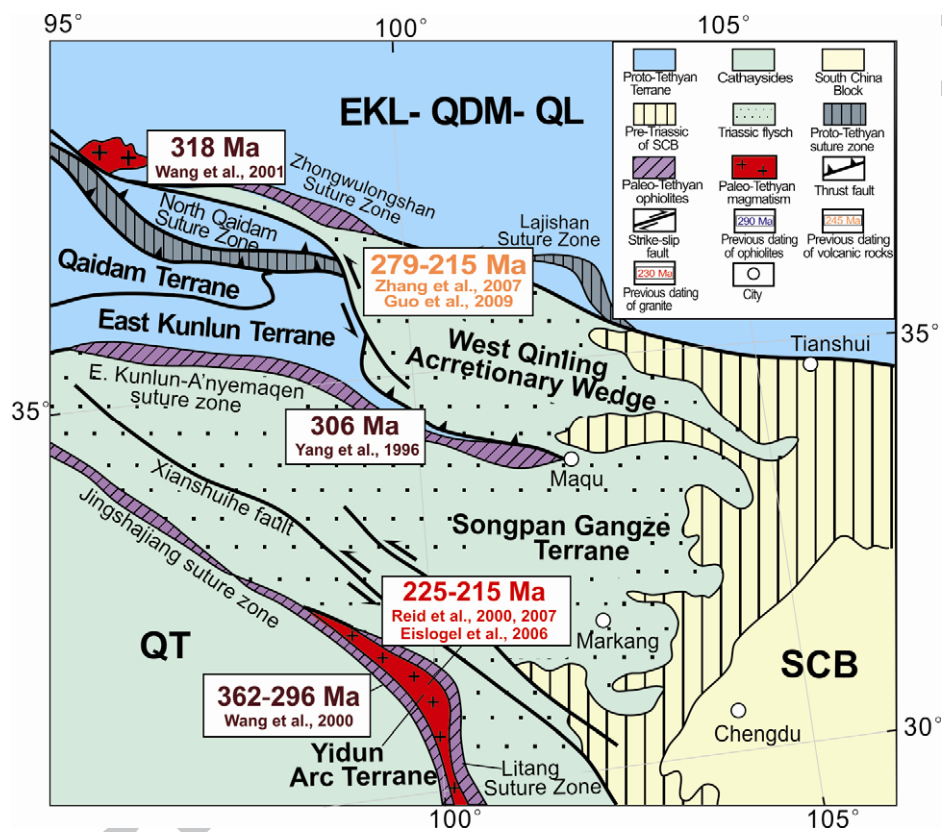 95°
100°
105°
EKL- QDM- QL
318 Ma
Wang et al., 2001
Zhongwulongshan
Suture Zone
North Qaidam
Suture Zone
Lajishan
Suture Zone
Qaidam Terrane
279-215 Ma
Zhang et al., 2007
Guo et al., 2009
East Kunlun Terrane
West Qinling
Acrretionary Wedge
Tianshui
35°
E. Kunlun-A'nyemaqen
suture zone
35°
306 Ma
Yang et al., 1996
Maqu
Xianshuihe fault
Jingshajiang suture zone
Songpan Gangze
Terrane
225-215 Ma
Reid et al., 2000, 2007
Eislogel et al., 2006
Markang
QT
SCB
362-296 Ma
Wang et al., 2000
Chengdu
30°
Yidun
Arc Terrane
Litang
Suture Zone
100°
105°
Proto-Tethyan
Terrane
Cathaysides
South China
Block
Pre-Triassic
of SCB
Triassic flysch
Proto-Tethyan
suture zone
Paleo-Tethyan
ophiolites
Paleo-Tethyan
magmatism
Thrust fault
Strike-slip
fault
290 Ma
Previous dating
of ophiolites
245 Ma
Previous dating
of volcanic rocks
230 Ma
Previous dating
of granite
City